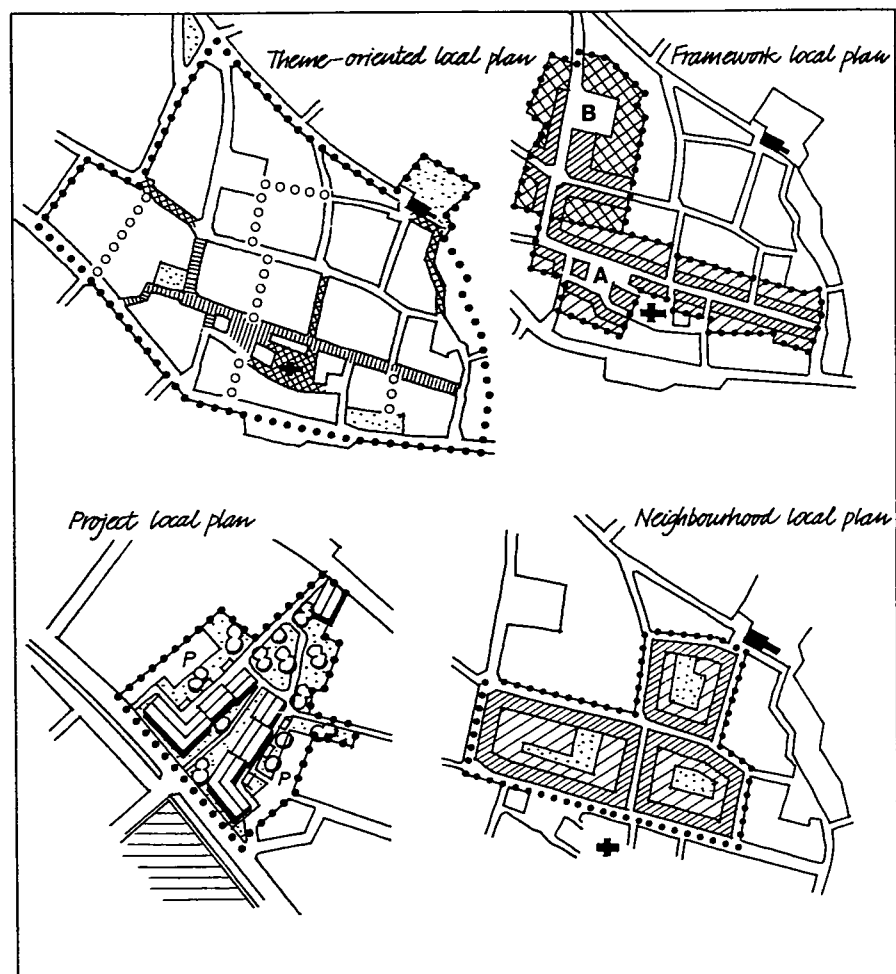 Theme-oriented local plan
Framework local plan
B
A
Project local plan
Neighbourhood local plan
P
P